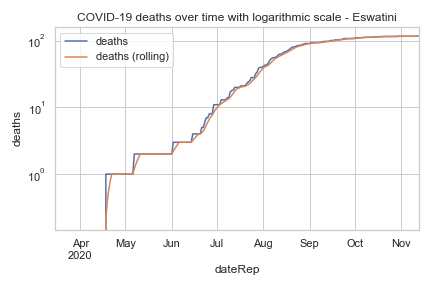 COVID-19 deaths over time with logarithmic scale - Eswatini
deaths
deaths (rolling)
10²
10¹
10⁰
deaths
Apr May Jun Jul Aug Sep Oct Nov
2020
dateRep